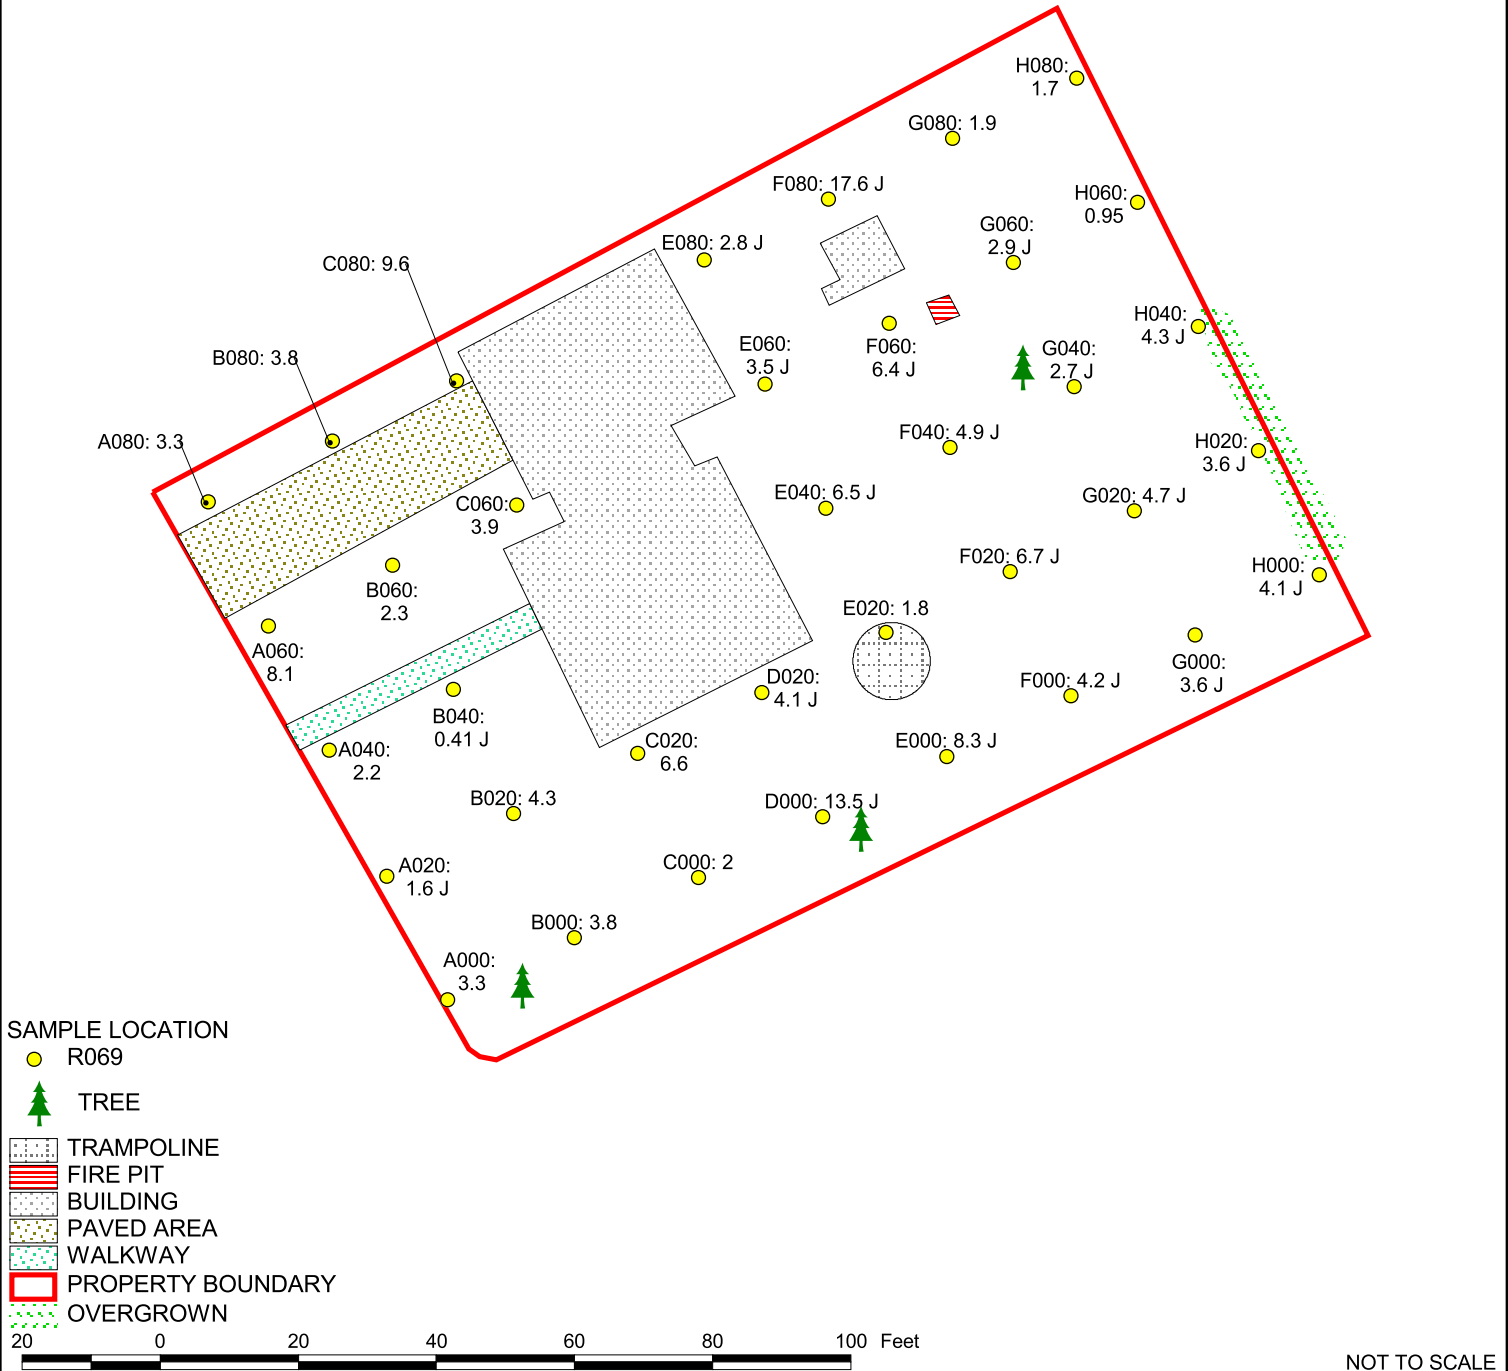 H080:
1.7
G080: 1.9
F080: 17.6 J
H060:
0.95
G060:
2.9 J
E080: 2.8 J
C080: 9.6
H040:
4.3 J
E060:
3.5 J
F060:
6.4 J
G040:
2.7 J
B080: 3.8
F040: 4.9 J
A080: 3.3
H020:
3.6 J
E040: 6.5 J
G020: 4.7 J
C060:
3.9
F020: 6.7 J
H000:
4.1 J
B060:
2.3
E020: 1.8
A060:
8.1
G000:
3.6 J
D020:
4.1 J
F000: 4.2 J
B040:
0.41 J
C020:
6.6
E000: 8.3 J
A040:
2.2
B020: 4.3
D000: 13.5 J
A020:
1.6 J
C000: 2
B000: 3.8
A000:
3.3
SAMPLE LOCATION
R069
TREE
TRAMPOLINE
FIRE PIT
BUILDING
PAVED AREA
WALKWAY
PROPERTY BOUNDARY
OVERGROWN
20 0 20 40 60 80 100 Feet
NOT TO SCALE